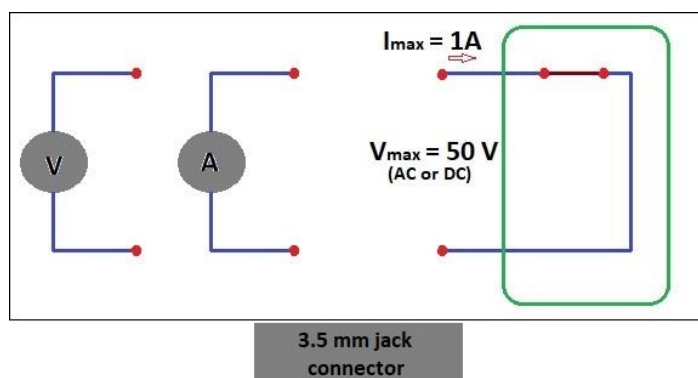 Imax = 1A
V
A
Vmax = 50 V
(AC or DC)
3.5 mm jack
connector